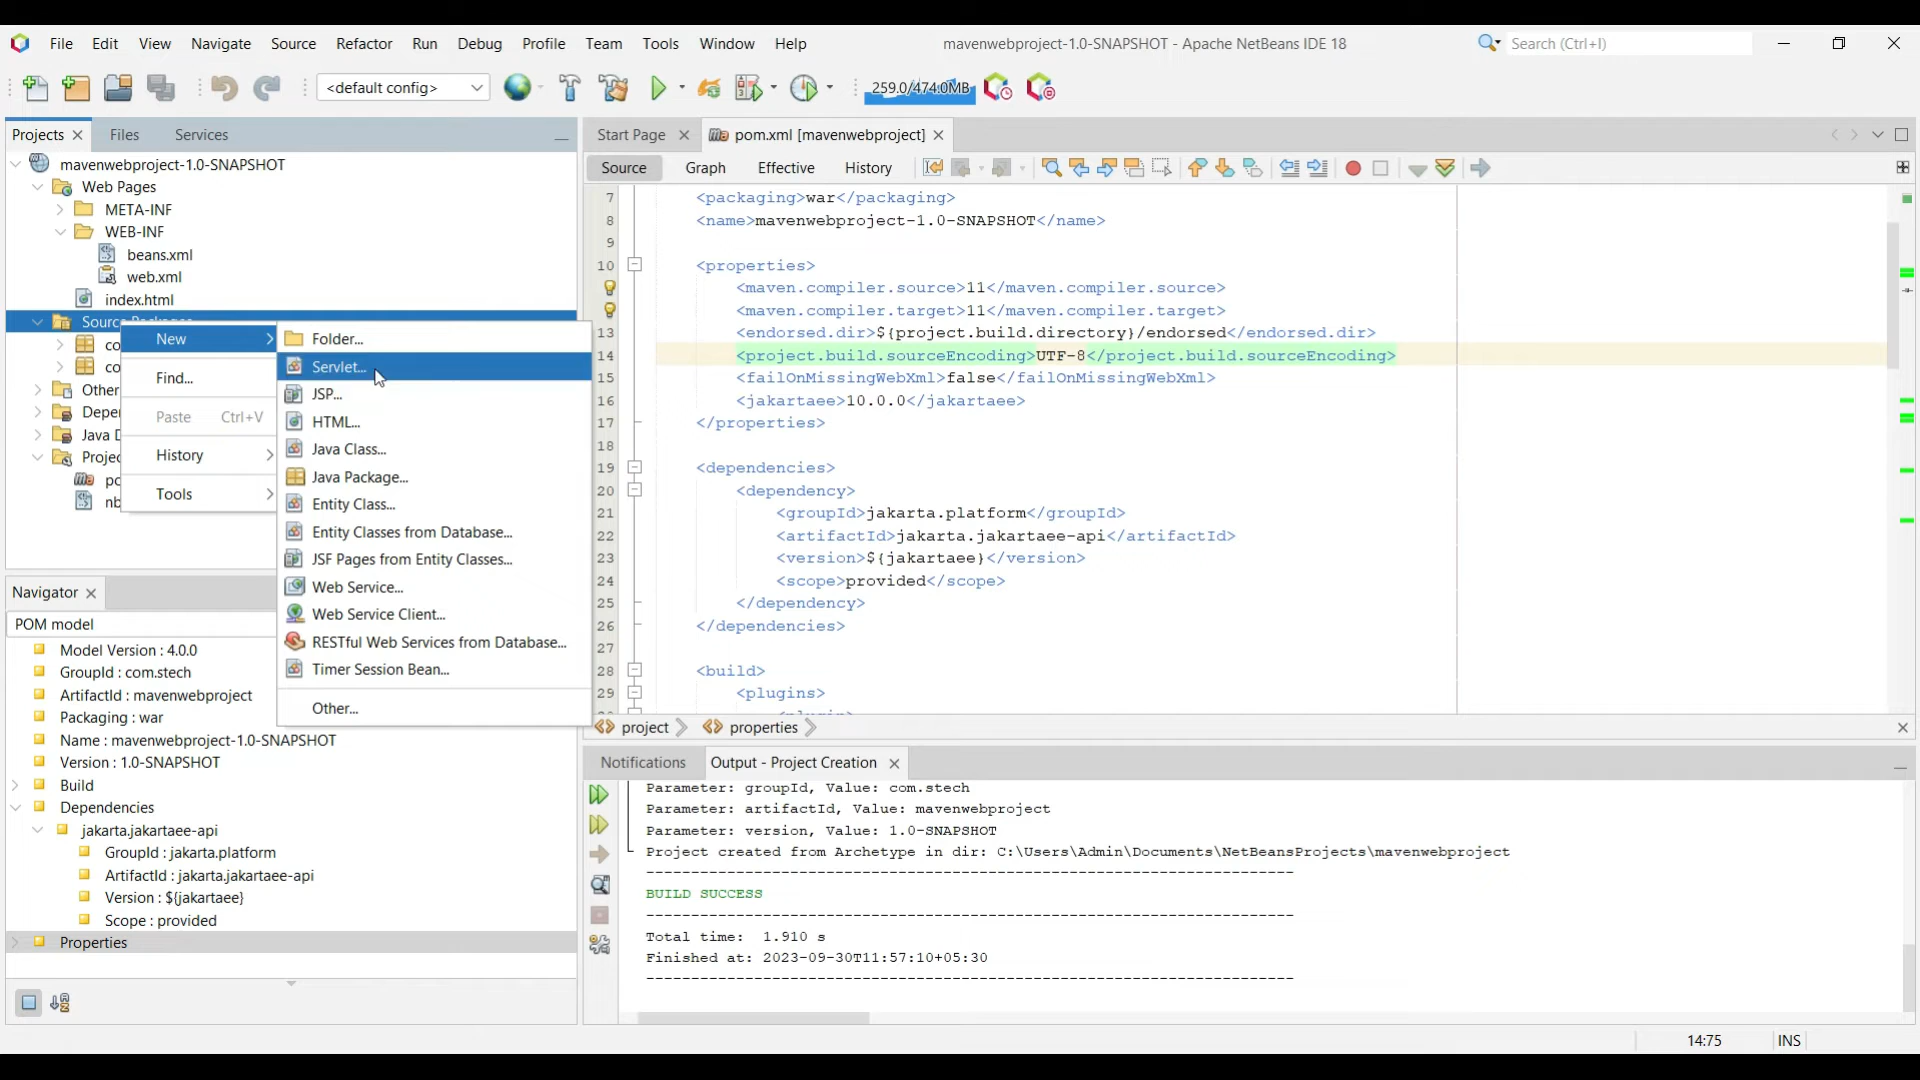 File Edit View Navigate Source Refactor Run Debug Profile Team Tools Window Help
mavenwebproject-1.0-SNAPSHOT - Apache NetBeans IDE 18
Search (Ctrl+I)
<default config>
259.0/474.0MB
Projects
Files
Services
mavenwebproject-1.0-SNAPSHOT
Web Pages
META-INF
WEB-INF
beans.xml
web.xml
index.html
Source Packages
co
co
Other
Depe
Java D
Projec
po
nb
New
Find...
Paste Ctrl+V
History
Tools
Folder...
Servlet...
JSP...
HTML...
Java Class...
Java Package...
Entity Class...
Entity Classes from Database...
JSF Pages from Entity Classes...
Web Service...
Web Service Client...
RESTful Web Services from Database...
Timer Session Bean...
Other...
Navigator
POM model
Model Version : 4.0.0
GroupId : com.stech
ArtifactId : mavenwebproject
Packaging : war
Name : mavenwebproject-1.0-SNAPSHOT
Version : 1.0-SNAPSHOT
Build
Dependencies
jakarta.jakartaee-api
GroupId : jakarta.platform
ArtifactId : jakarta.jakartaee-api
Version : ${jakartaee}
Scope : provided
Properties
Start Page
pom.xml [mavenwebproject]
Source Graph Effective History
7 <packaging>war</packaging>
8 <name>mavenwebproject-1.0-SNAPSHOT</name>
9
10 <properties>
<maven.compiler.source>11</maven.compiler.source>
<maven.compiler.target>11</maven.compiler.target>
13 <endorsed.dir>${project.build.directory}/endorsed</endorsed.dir>
14 <project.build.sourceEncoding>UTF-8</project.build.sourceEncoding>
15 <failOnMissingWebXml>false</failOnMissingWebXml>
16 <jakartaee>10.0.0</jakartaee>
17 </properties>
18
19 <dependencies>
20 <dependency>
21 <groupId>jakarta.platform</groupId>
22 <artifactId>jakarta.jakartaee-api</artifactId>
23 <version>${jakartaee}</version>
24 <scope>provided</scope>
25 </dependency>
26 </dependencies>
27
28 <build>
29 <plugins>
project
properties
Notifications
Output - Project Creation
Parameter: groupId, Value: com.stech
Parameter: artifactId, Value: mavenwebproject
Parameter: version, Value: 1.0-SNAPSHOT
Project created from Archetype in dir: C:\Users\Admin\Documents\NetBeansProjects\mavenwebproject
------------------------------------------------------------------------
BUILD SUCCESS
------------------------------------------------------------------------
Total time: 1.910 s
Finished at: 2023-09-30T11:57:10+05:30
------------------------------------------------------------------------
14:75
INS